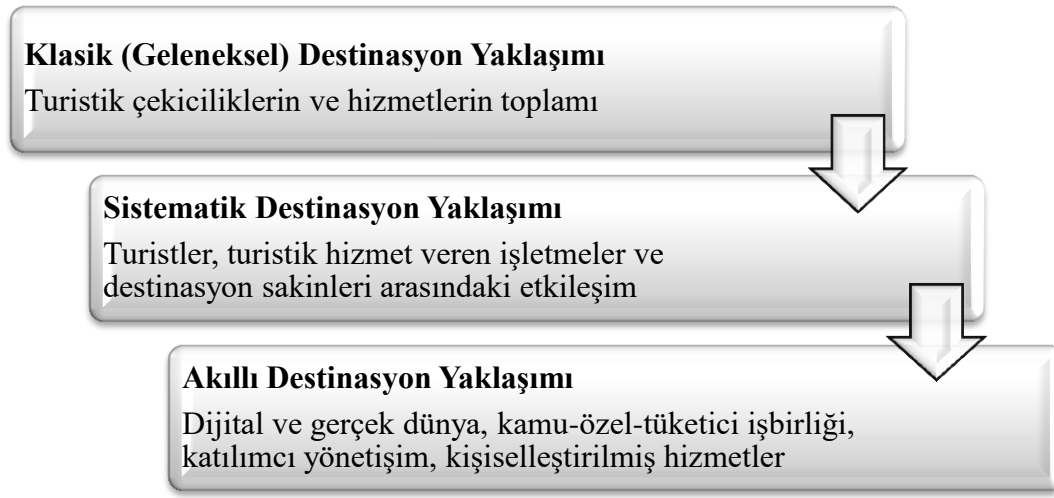 Klasik (Geleneksel) Destinasyon Yaklaşımı
Turistik çekiciliklerin ve hizmetlerin toplamı
Sistematik Destinasyon Yaklaşımı
Turistler, turistik hizmet veren işletmeler ve
destinasyon sakinleri arasındaki etkileşim
Akıllı Destinasyon Yaklaşımı
Dijital ve gerçek dünya, kamu-özel-tüketici işbirliği,
katılımcı yönetişim, kişiselleştirilmiş hizmetler